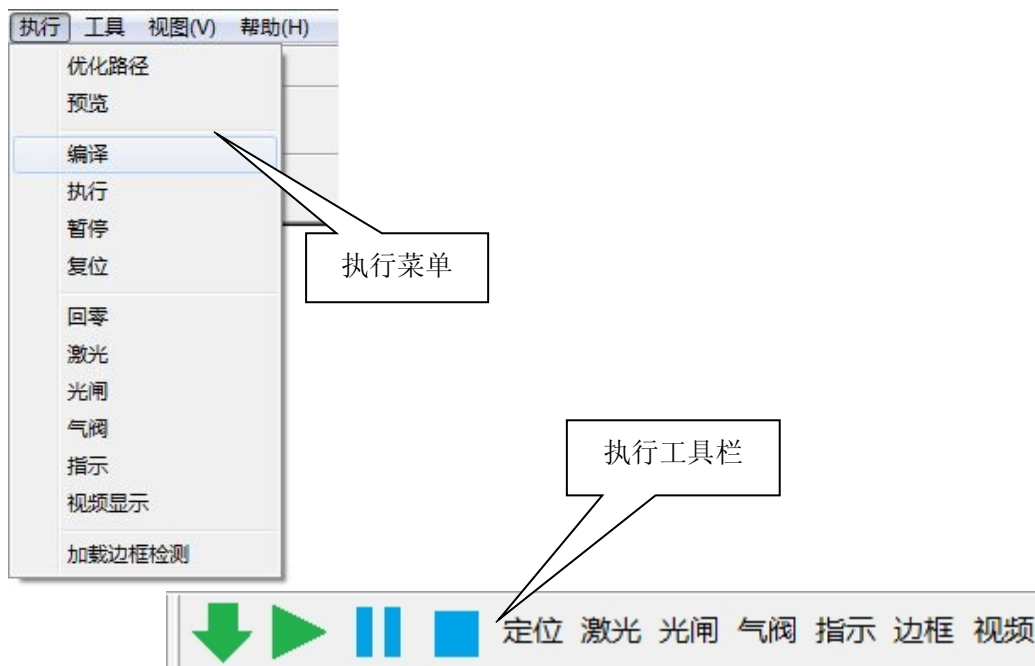 执行 工具 视图(V) 帮助(H)
优化路径
预览
编译
执行
暂停
复位
回零
激光
光闸
气阀
指示
视频显示
加载边框检测
执行菜单
执行工具栏
定位 激光 光闸 气阀 指示 边框 视频